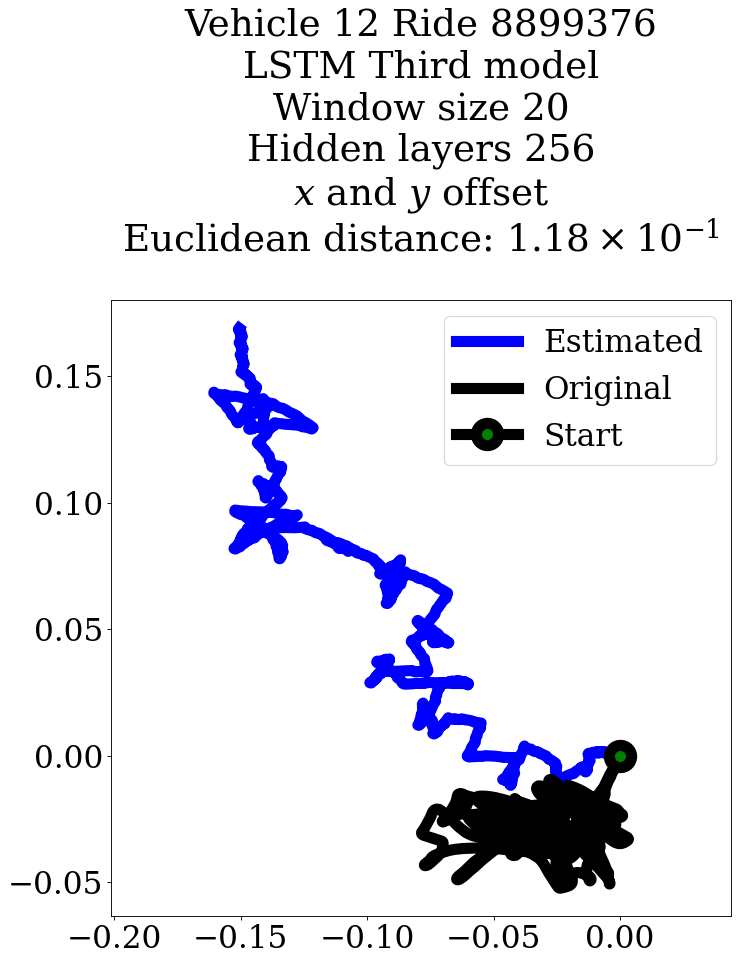 Vehicle 12 Ride 8899376
LSTM Third model
Window size 20
Hidden layers 256
x and y offset
Euclidean distance: 1.18 × 10⁻¹
Estimated
Original
Start
0.15
0.10
0.05
0.00
−0.05
−0.20 −0.15 −0.10 −0.05 0.00